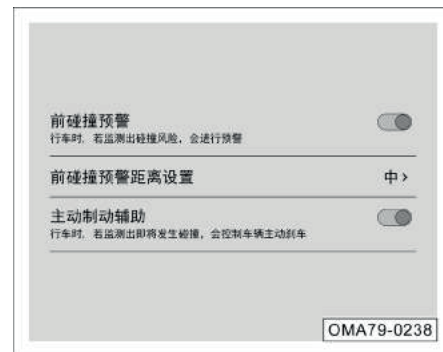 前碰撞预警
行车时，若监测出碰撞风险，会进行预警
前碰撞预警距离设置
中>
主动制动辅助
行车时，若监测出即将发生碰撞，会控制车辆主动刹车
OMA79-0238